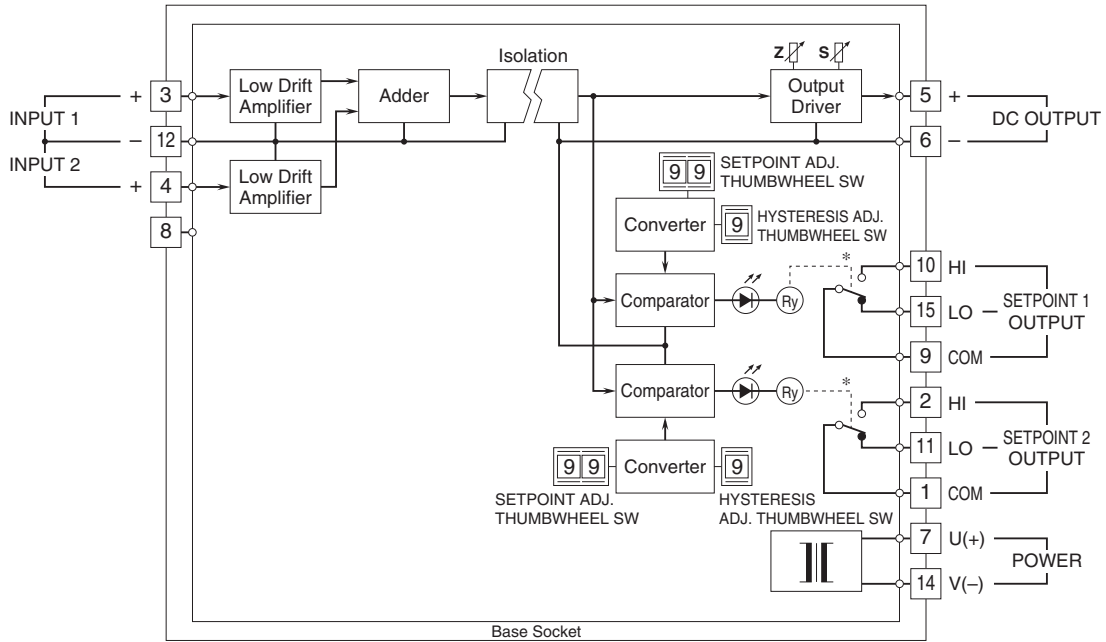 Isolation
Z
S
INPUT 1
+
3
Low Drift
Amplifier
Adder
Output
Driver
5
+
DC OUTPUT
–
12
6
–
INPUT 2
+
4
Low Drift
Amplifier
8
9 9
SETPOINT ADJ.
THUMBWHEEL SW
Converter
9
HYSTERESIS ADJ.
THUMBWHEEL SW
Comparator
Ry
*
10
HI
15
LO
SETPOINT 1
OUTPUT
9
COM
Comparator
Ry
*
2
HI
11
LO
SETPOINT 2
OUTPUT
1
COM
9 9
Converter
9
SETPOINT ADJ.
THUMBWHEEL SW
HYSTERESIS
ADJ. THUMBWHEEL SW
7
U(+)
POWER
14
V(–)
Base Socket